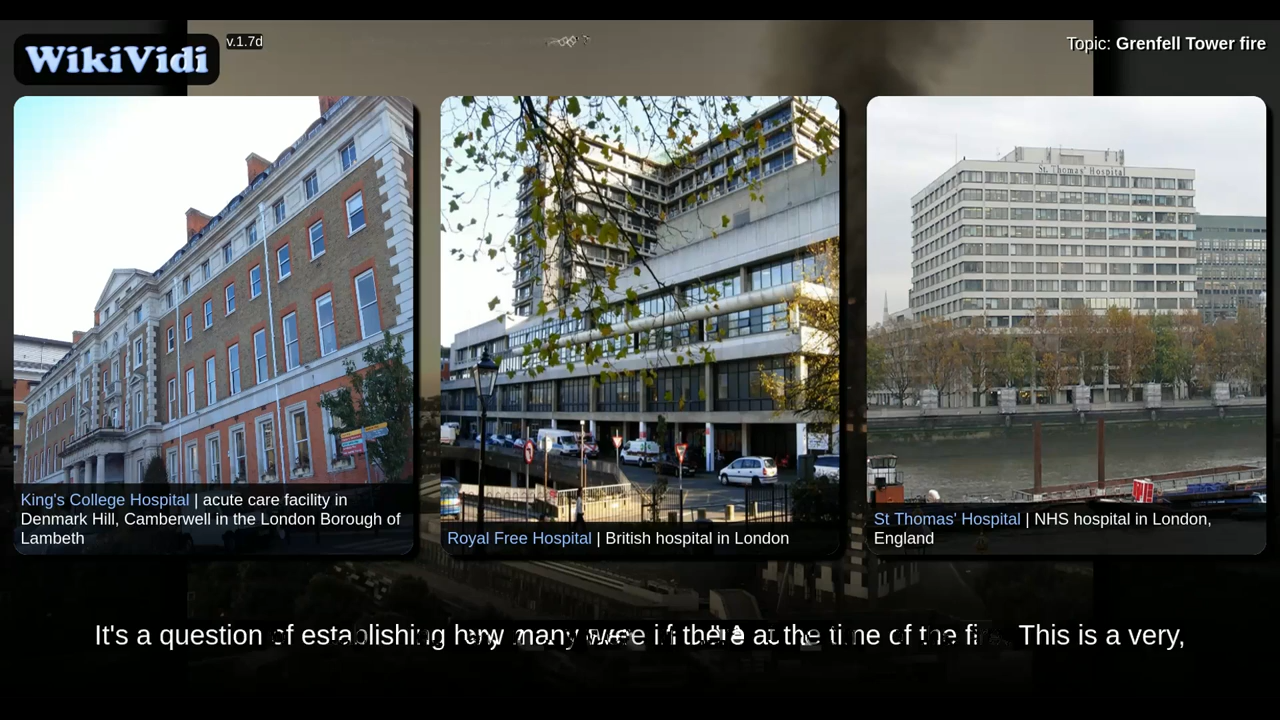 WikiVidi
v.1.7d
Topic: Grenfell Tower fire
St. Thomas' Hospital
King's College Hospital | acute care facility in
Denmark Hill, Camberwell in the London Borough of
Lambeth
Royal Free Hospital | British hospital in London
St Thomas' Hospital | NHS hospital in London,
England
It's a question of establishing how many were in there at the time of the fire. This is a very,